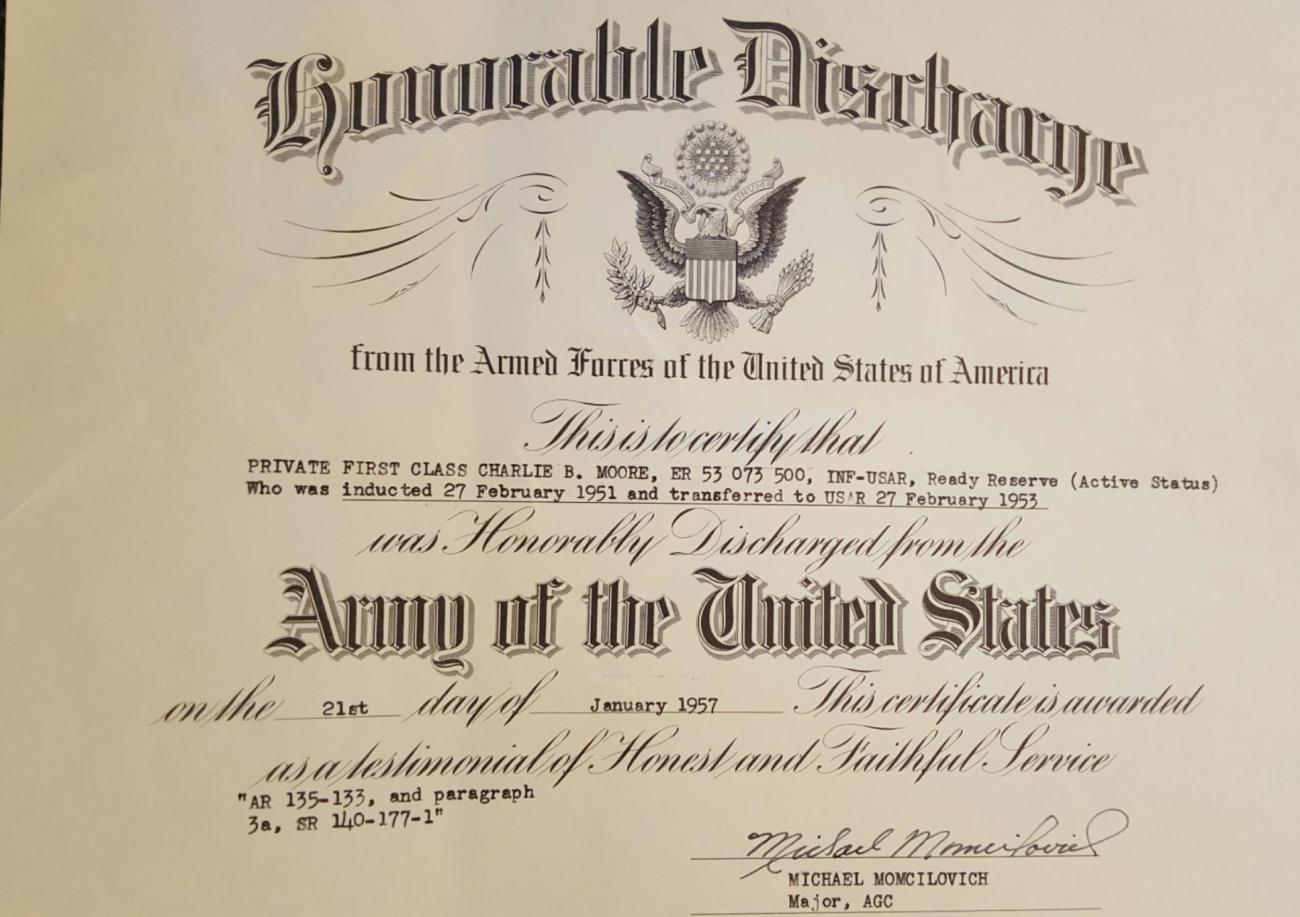 Honorable Discharge
E PLURIBUS UNUM
from the Armed Forces of the United States of America
This is to certify that
PRIVATE FIRST CLASS CHARLIE B. MOORE, ER 53 073 500, INF-USAR, Ready Reserve (Active Status)
Who was inducted 27 February 1951 and transferred to USAR 27 February 1953
was Honorably Discharged from the
Army of the United States
on the 21st day of January 1957 This certificate is awarded
as a testimonial of Honest and Faithful Service
"AR 135-133, and paragraph
3a, SR 140-177-1"
Michael Momcilovich
MICHAEL MOMCILOVICH
Major, AGC